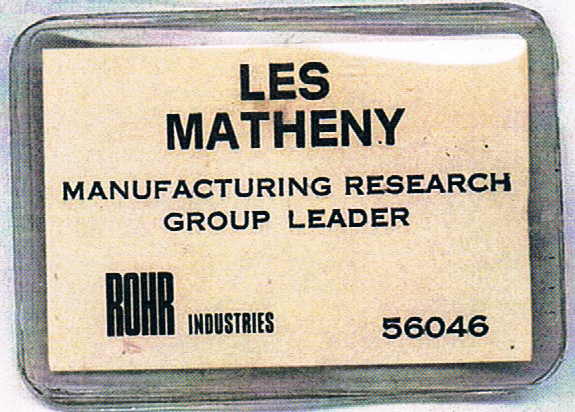 LES
MATHENY
MANUFACTURING RESEARCH
GROUP LEADER
ROHR INDUSTRIES 56046